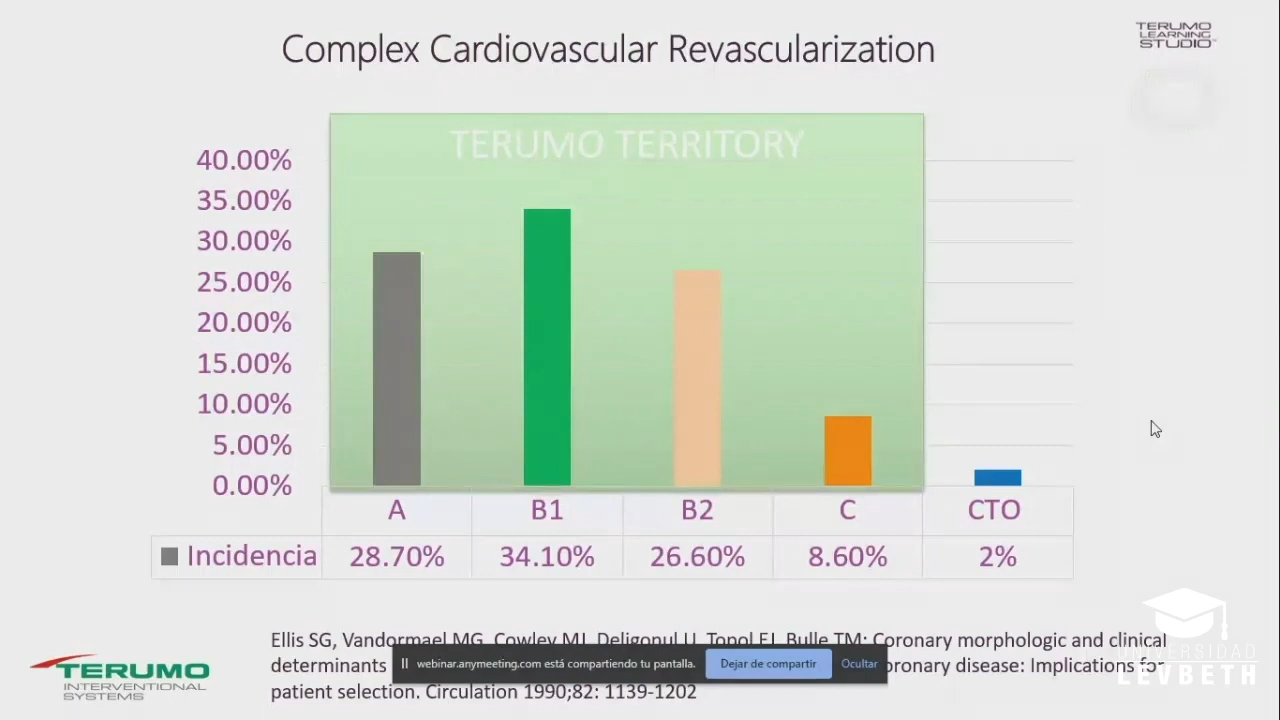 Complex Cardiovascular Revascularization
TERUMO
LEARNING
STUDIO
TERUMO TERRITORY
40.00%
35.00%
30.00%
25.00%
20.00%
15.00%
10.00%
5.00%
0.00%
A B1 B2 C CTO
Incidencia 28.70% 34.10% 26.60% 8.60% 2%
Ellis SG, Vandormael MG, Cowley MJ, Deligonul U, Topol EJ, Bulle TM: Coronary morphologic and clinical
determinants oronary disease: Implications for
patient selection. Circulation 1990;82: 1139-1202
webinar.anymeeting.com está compartiendo tu pantalla. Dejar de compartir Ocultar
TERUMO
INTERVENTIONAL
SYSTEMS
UNIVERSIDAD
LEVBETH